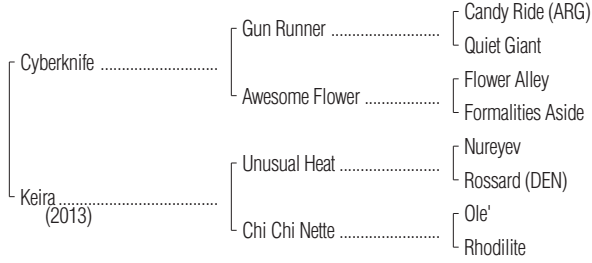 Candy Ride (ARG)
Gun Runner ........................
Quiet Giant
Cyberknife ..........................
Flower Alley
Awesome Flower .................
Formalities Aside
Nureyev
Unusual Heat ......................
Rossard (DEN)
Keira ...................................
(2013)
Ole'
Chi Chi Nette ......................
Rhodilite